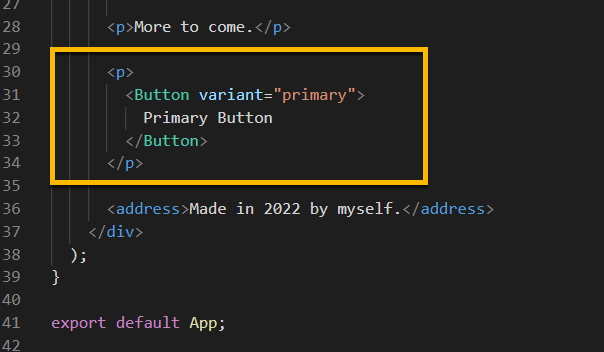 27
28 <p>More to come.</p>
29
30 <p>
31 <Button variant="primary">
32 Primary Button
33 </Button>
34 </p>
35
36 <address>Made in 2022 by myself.</address>
37 </div>
38 );
39 }
40
41 export default App;
42